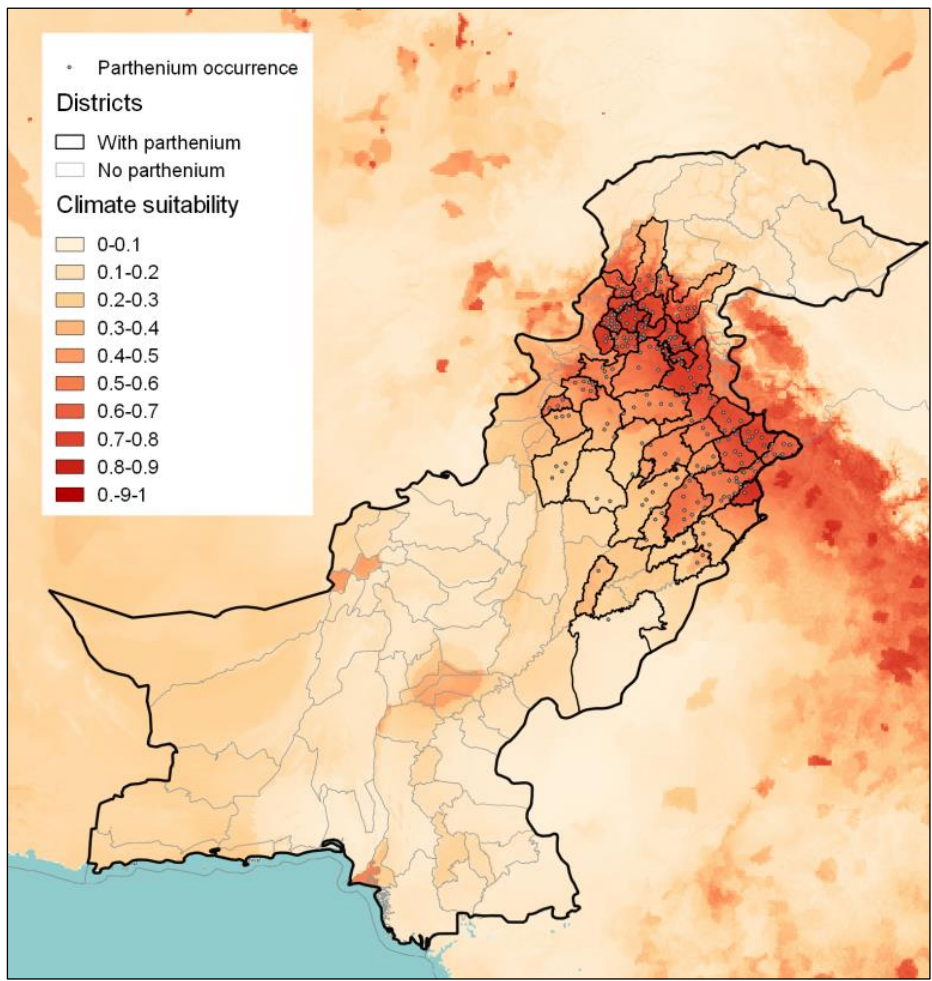 Parthenium occurrence
Districts
With parthenium
No parthenium
Climate suitability
0-0.1
0.1-0.2
0.2-0.3
0.3-0.4
0.4-0.5
0.5-0.6
0.6-0.7
0.7-0.8
0.8-0.9
0.-9-1